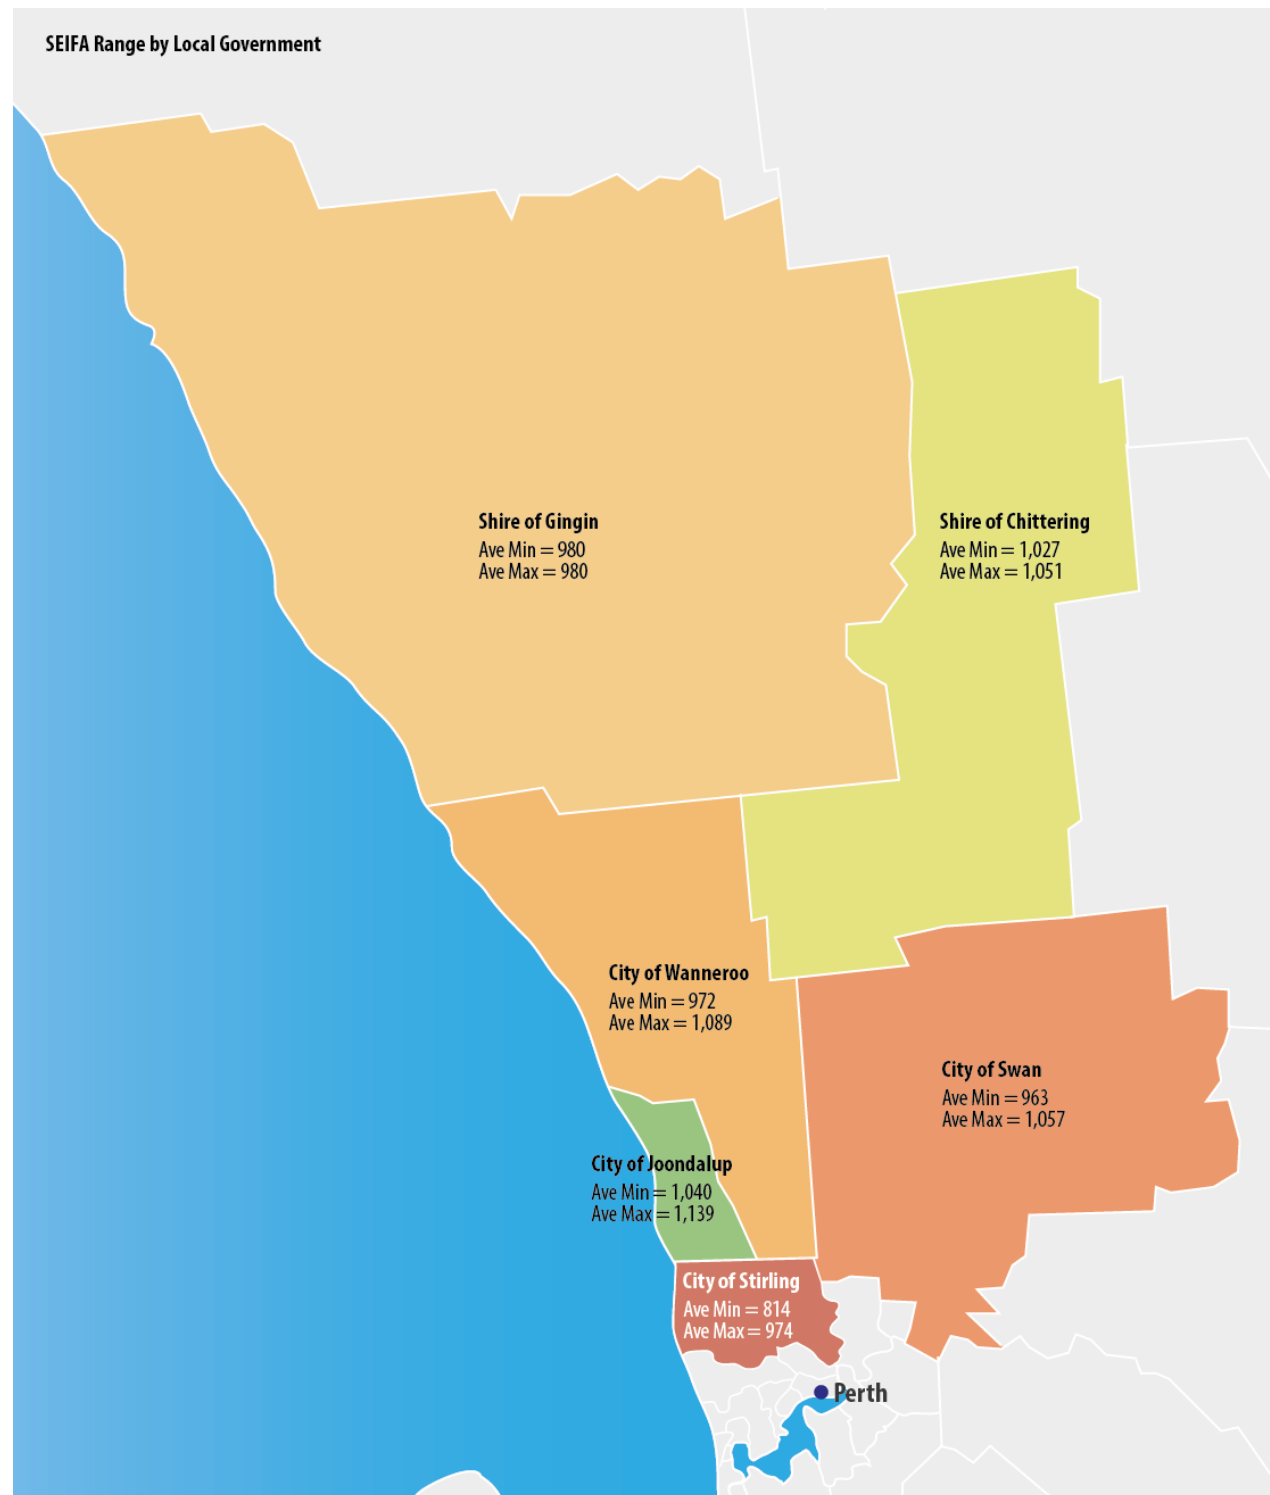 SEIFA Range by Local Government
Shire of Gingin
Ave Min = 980
Ave Max = 980
Shire of Chittering
Ave Min = 1,027
Ave Max = 1,051
City of Wanneroo
Ave Min = 972
Ave Max = 1,089
City of Swan
Ave Min = 963
Ave Max = 1,057
City of Joondalup
Ave Min = 1,040
Ave Max = 1,139
City of Stirling
Ave Min = 814
Ave Max = 974
Perth